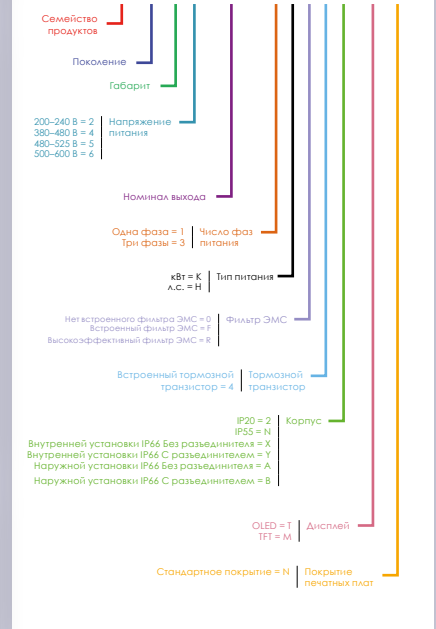 Семейство
продуктов
Поколение
Габарит
200–240 В = 2
380–480 В = 4
480–525 В = 5
500–600 В = 6
Напряжение
питания
Номинал выхода
Одна фаза = 1
Три фазы = 3
Число фаз
питания
кВт = K
л.с. = H
Тип питания
Нет встроенного фильтра ЭМС = 0
Встроенный фильтр ЭМС = F
Высокоэффективный фильтр ЭМС = R
Фильтр ЭМС
Встроенный тормозной
транзистор = 4
Тормозной
транзистор
IP20 = 2
IP55 = N
Внутренней установки IP66 Без разъединителя = X
Внутренней установки IP66 С разъединителем = Y
Наружной установки IP66 Без разъединителя = A
Наружной установки IP66 С разъединителем = B
Корпус
OLED = T
TFT = M
Дисплей
Стандартное покрытие = N
Покрытие
печатных плат